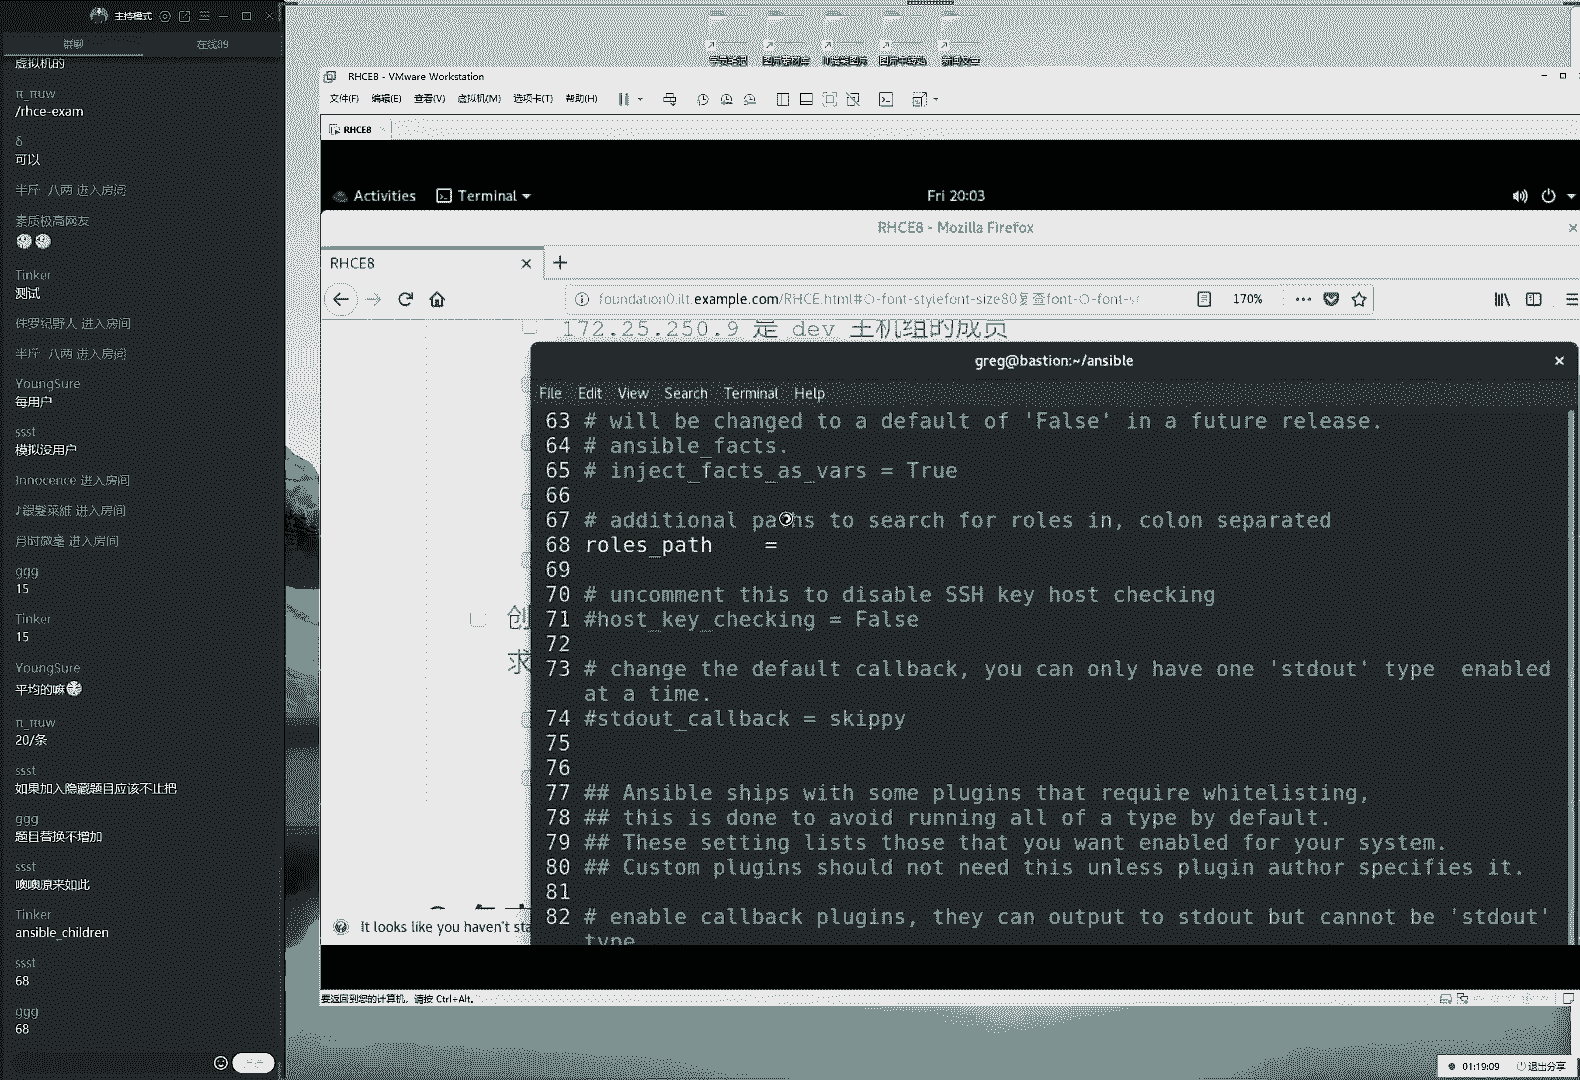 主持模式
群聊
在线89
虚拟机的
π_πuw
/rhce-exam
δ
可以
半斤 八两 进入房间
素质极高网友
Tinker
测试
侏罗纪野人 进入房间
半斤 八两 进入房间
YoungSure
每用户
ssst
模拟没用户
Innocence 进入房间
进入房间
进入房间
ggg
15
Tinker
15
YoungSure
平均的嘛
π_πuw
20/条
ssst
如果加入隐藏题目应该不止把
ggg
题目替换不增加
ssst
噢噢原来如此
Tinker
ansible_children
ssst
68
ggg
68
RHCE8 - VMware Workstation
文件(F) 编辑(E) 查看(V) 虚拟机(M) 选项卡(T) 帮助(H)
RHCE8
Activities Terminal
Fri 20:03
RHCE8 - Mozilla Firefox
RHCE8
foundation0.ilt.example.com/RHCE.html#○-font-stylefont-size80复查font-○-font-s
170%
172.25.250.9 是 dev 主机组的成员
创
求
It looks like you haven't sta
greg@bastion:~/ansible
File Edit View Search Terminal Help
63 # will be changed to a default of 'False' in a future release.
64 # ansible_facts.
65 # inject_facts_as_vars = True
66
67 # additional paths to search for roles in, colon separated
68 roles_path    =
69
70 # uncomment this to disable SSH key host checking
71 #host_key_checking = False
72
73 # change the default callback, you can only have one 'stdout' type  enabled
at a time.
74 #stdout_callback = skippy
75
76
77 ## Ansible ships with some plugins that require whitelisting,
78 ## this is done to avoid running all of a type by default.
79 ## These setting lists those that you want enabled for your system.
80 ## Custom plugins should not need this unless plugin author specifies it.
81
82 # enable callback plugins, they can output to stdout but cannot be 'stdout'
type
要返回到您的计算机，请按 Ctrl+Alt。
01:19:09 退出分享